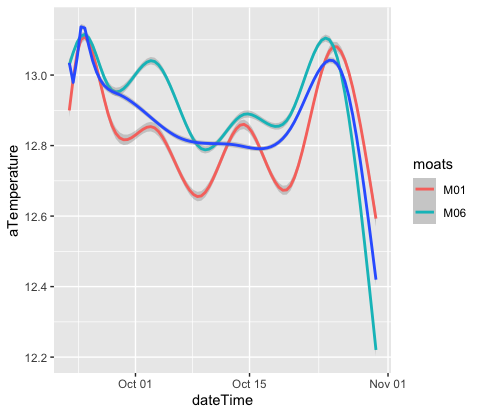 13.0
12.8
12.6
12.4
12.2
aTemperature
Oct 01
Oct 15
Nov 01
dateTime
moats
M01
M06